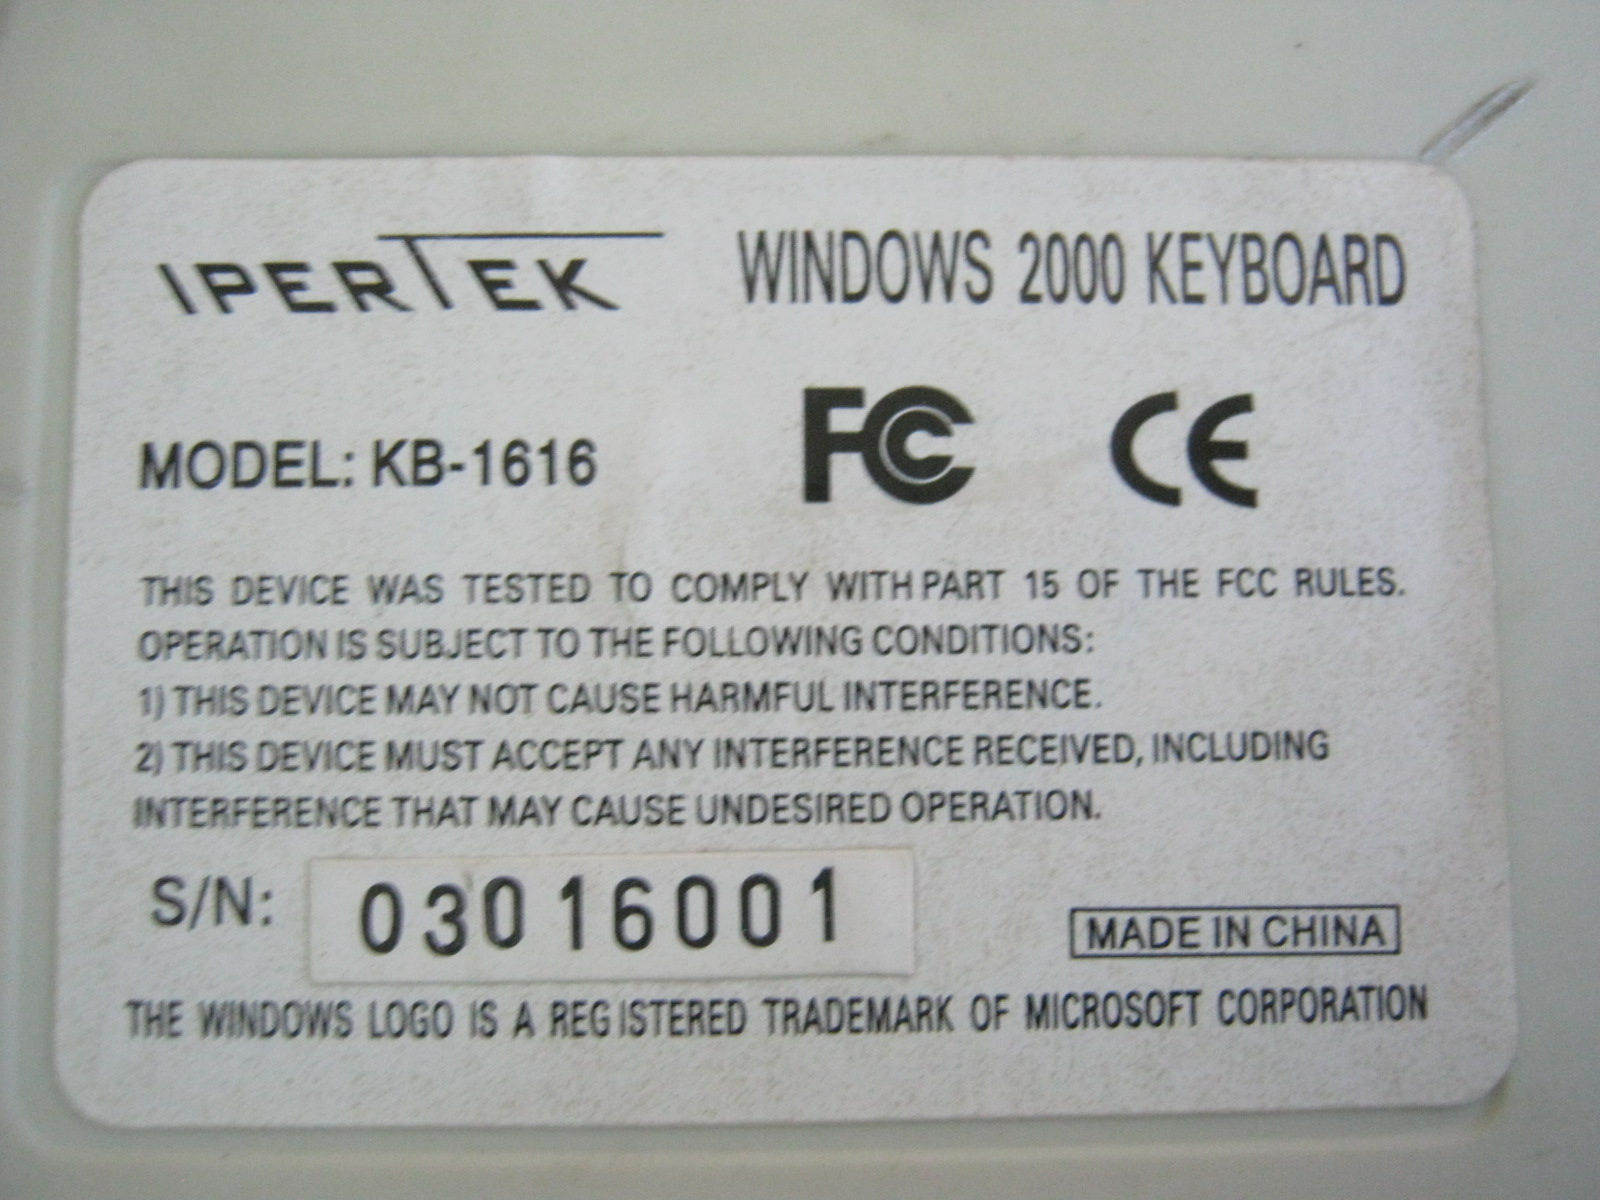 IPERTEK WINDOWS 2000 KEYBOARD
MODEL: KB-1616 FC CE
THIS DEVICE WAS TESTED TO COMPLY WITH PART 15 OF THE FCC RULES.
OPERATION IS SUBJECT TO THE FOLLOWING CONDITIONS:
1) THIS DEVICE MAY NOT CAUSE HARMFUL INTERFERENCE.
2) THIS DEVICE MUST ACCEPT ANY INTERFERENCE RECEIVED, INCLUDING
INTERFERENCE THAT MAY CAUSE UNDESIRED OPERATION.
S/N: 03016001 MADE IN CHINA
THE WINDOWS LOGO IS A REGISTERED TRADEMARK OF MICROSOFT CORPORATION